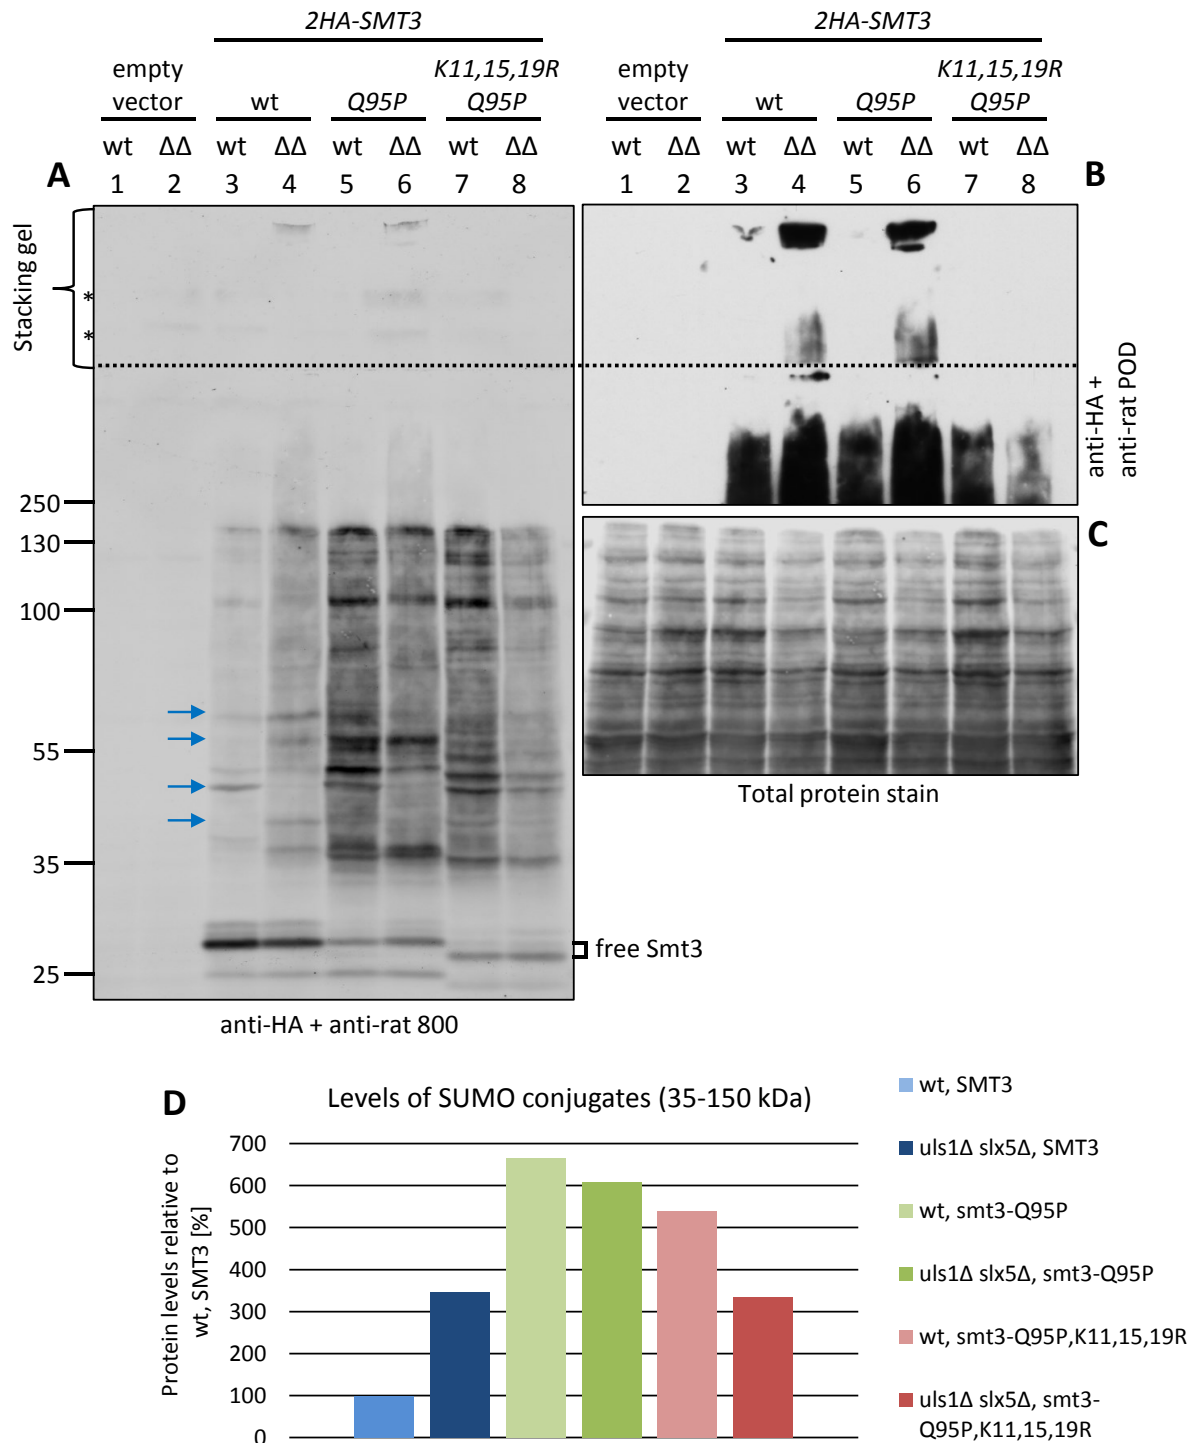 2HA-SMT3
empty vector
wt
Q95P
K11,15,19R
Q95P
wt ΔΔ wt ΔΔ wt ΔΔ wt ΔΔ
A
1 2 3 4 5 6 7 8
Stacking gel
*
*
250
130
100
55
35
25
free Smt3
anti-HA + anti-rat 800
2HA-SMT3
empty vector
wt
Q95P
K11,15,19R
Q95P
wt ΔΔ wt ΔΔ wt ΔΔ wt ΔΔ
1 2 3 4 5 6 7 8
B
anti-HA +
anti-rat POD
C
Total protein stain
D
Levels of SUMO conjugates (35-150 kDa)
Protein levels relative to
wt, SMT3 [%]
700
600
500
400
300
200
100
0
wt, SMT3
uls1Δ slx5Δ, SMT3
wt, smt3-Q95P
uls1Δ slx5Δ, smt3-Q95P
wt, smt3-Q95P,K11,15,19R
uls1Δ slx5Δ, smt3-
Q95P,K11,15,19R